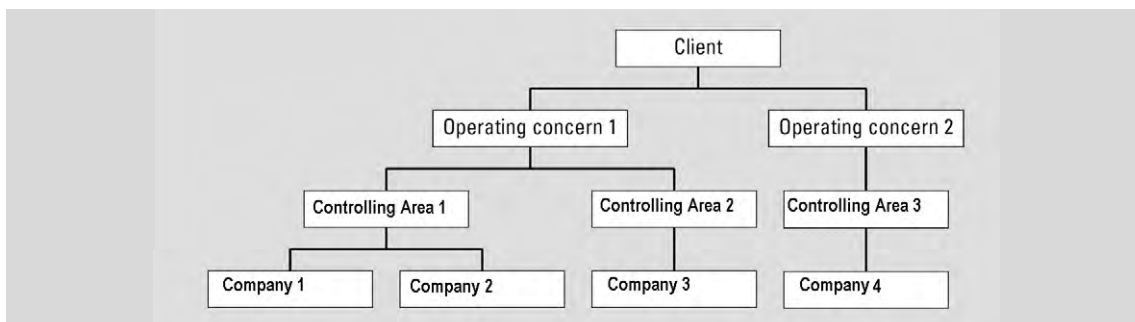 Client
Operating concern 1
Operating concern 2
Controlling Area 1
Controlling Area 2
Controlling Area 3
Company 1
Company 2
Company 3
Company 4